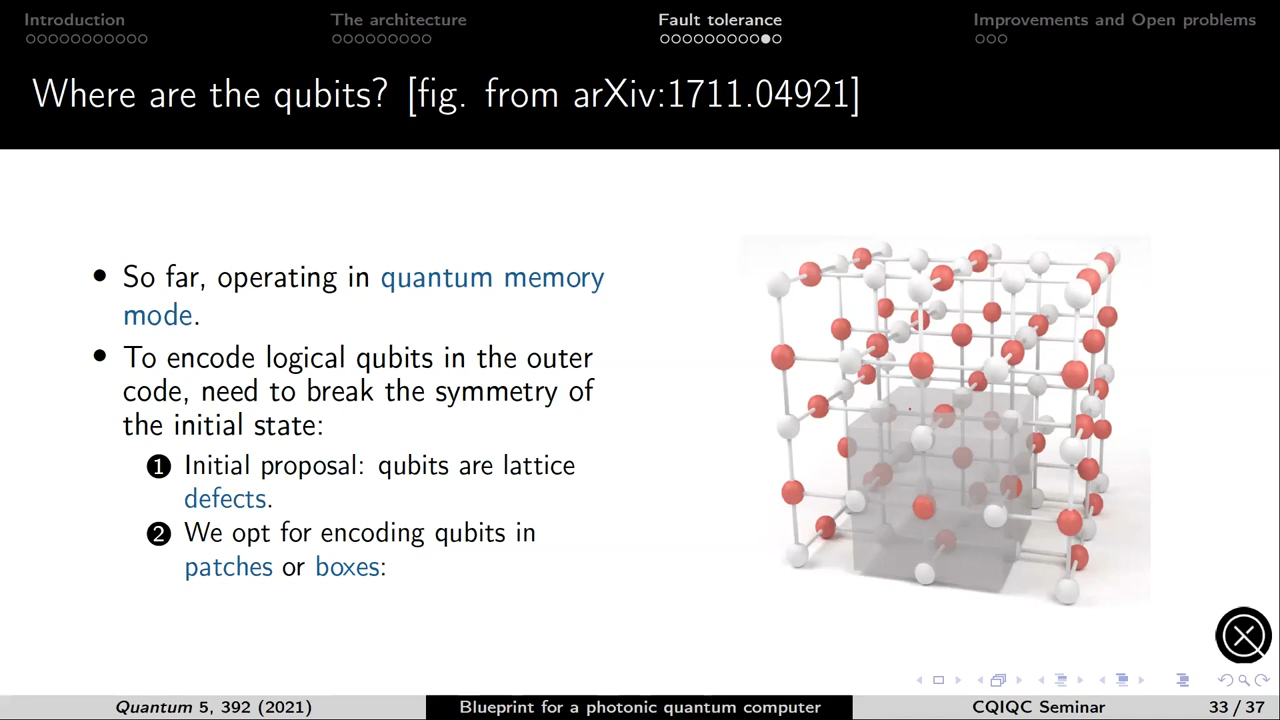 Introduction
The architecture
Fault tolerance
Improvements and Open problems
Where are the qubits? [fig. from arXiv:1711.04921]
• So far, operating in quantum memory
mode.
• To encode logical qubits in the outer
code, need to break the symmetry of
the initial state:
1 Initial proposal: qubits are lattice
defects.
2 We opt for encoding qubits in
patches or boxes:
Quantum 5, 392 (2021)
Blueprint for a photonic quantum computer
CQIQC Seminar
33 / 37